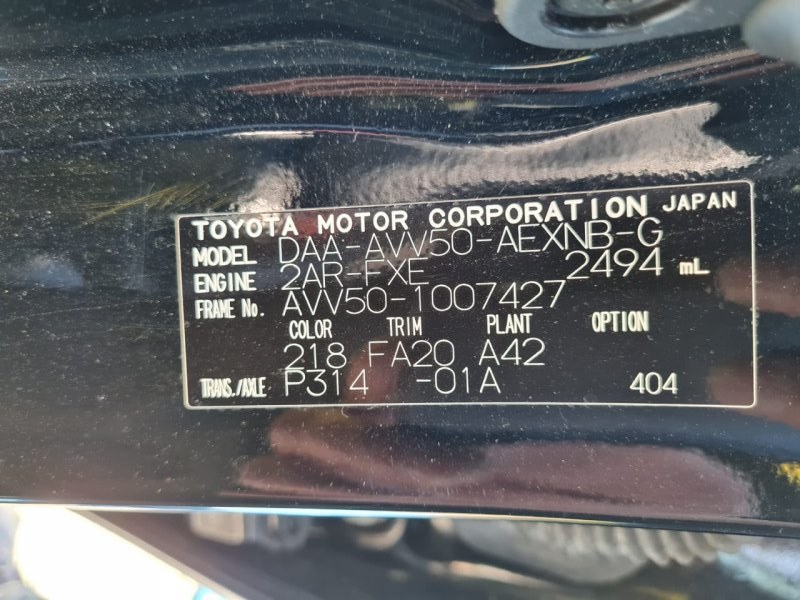 TOYOTA MOTOR CORPORATION JAPAN
MODEL DAA-AVV50-AEXNB-G
ENGINE 2AR-FXE 2494 mL
FRAME No. AVV50-1007427
COLOR TRIM PLANT OPTION
218 FA20 A42
TRANS./AXLE P314 -01A 404